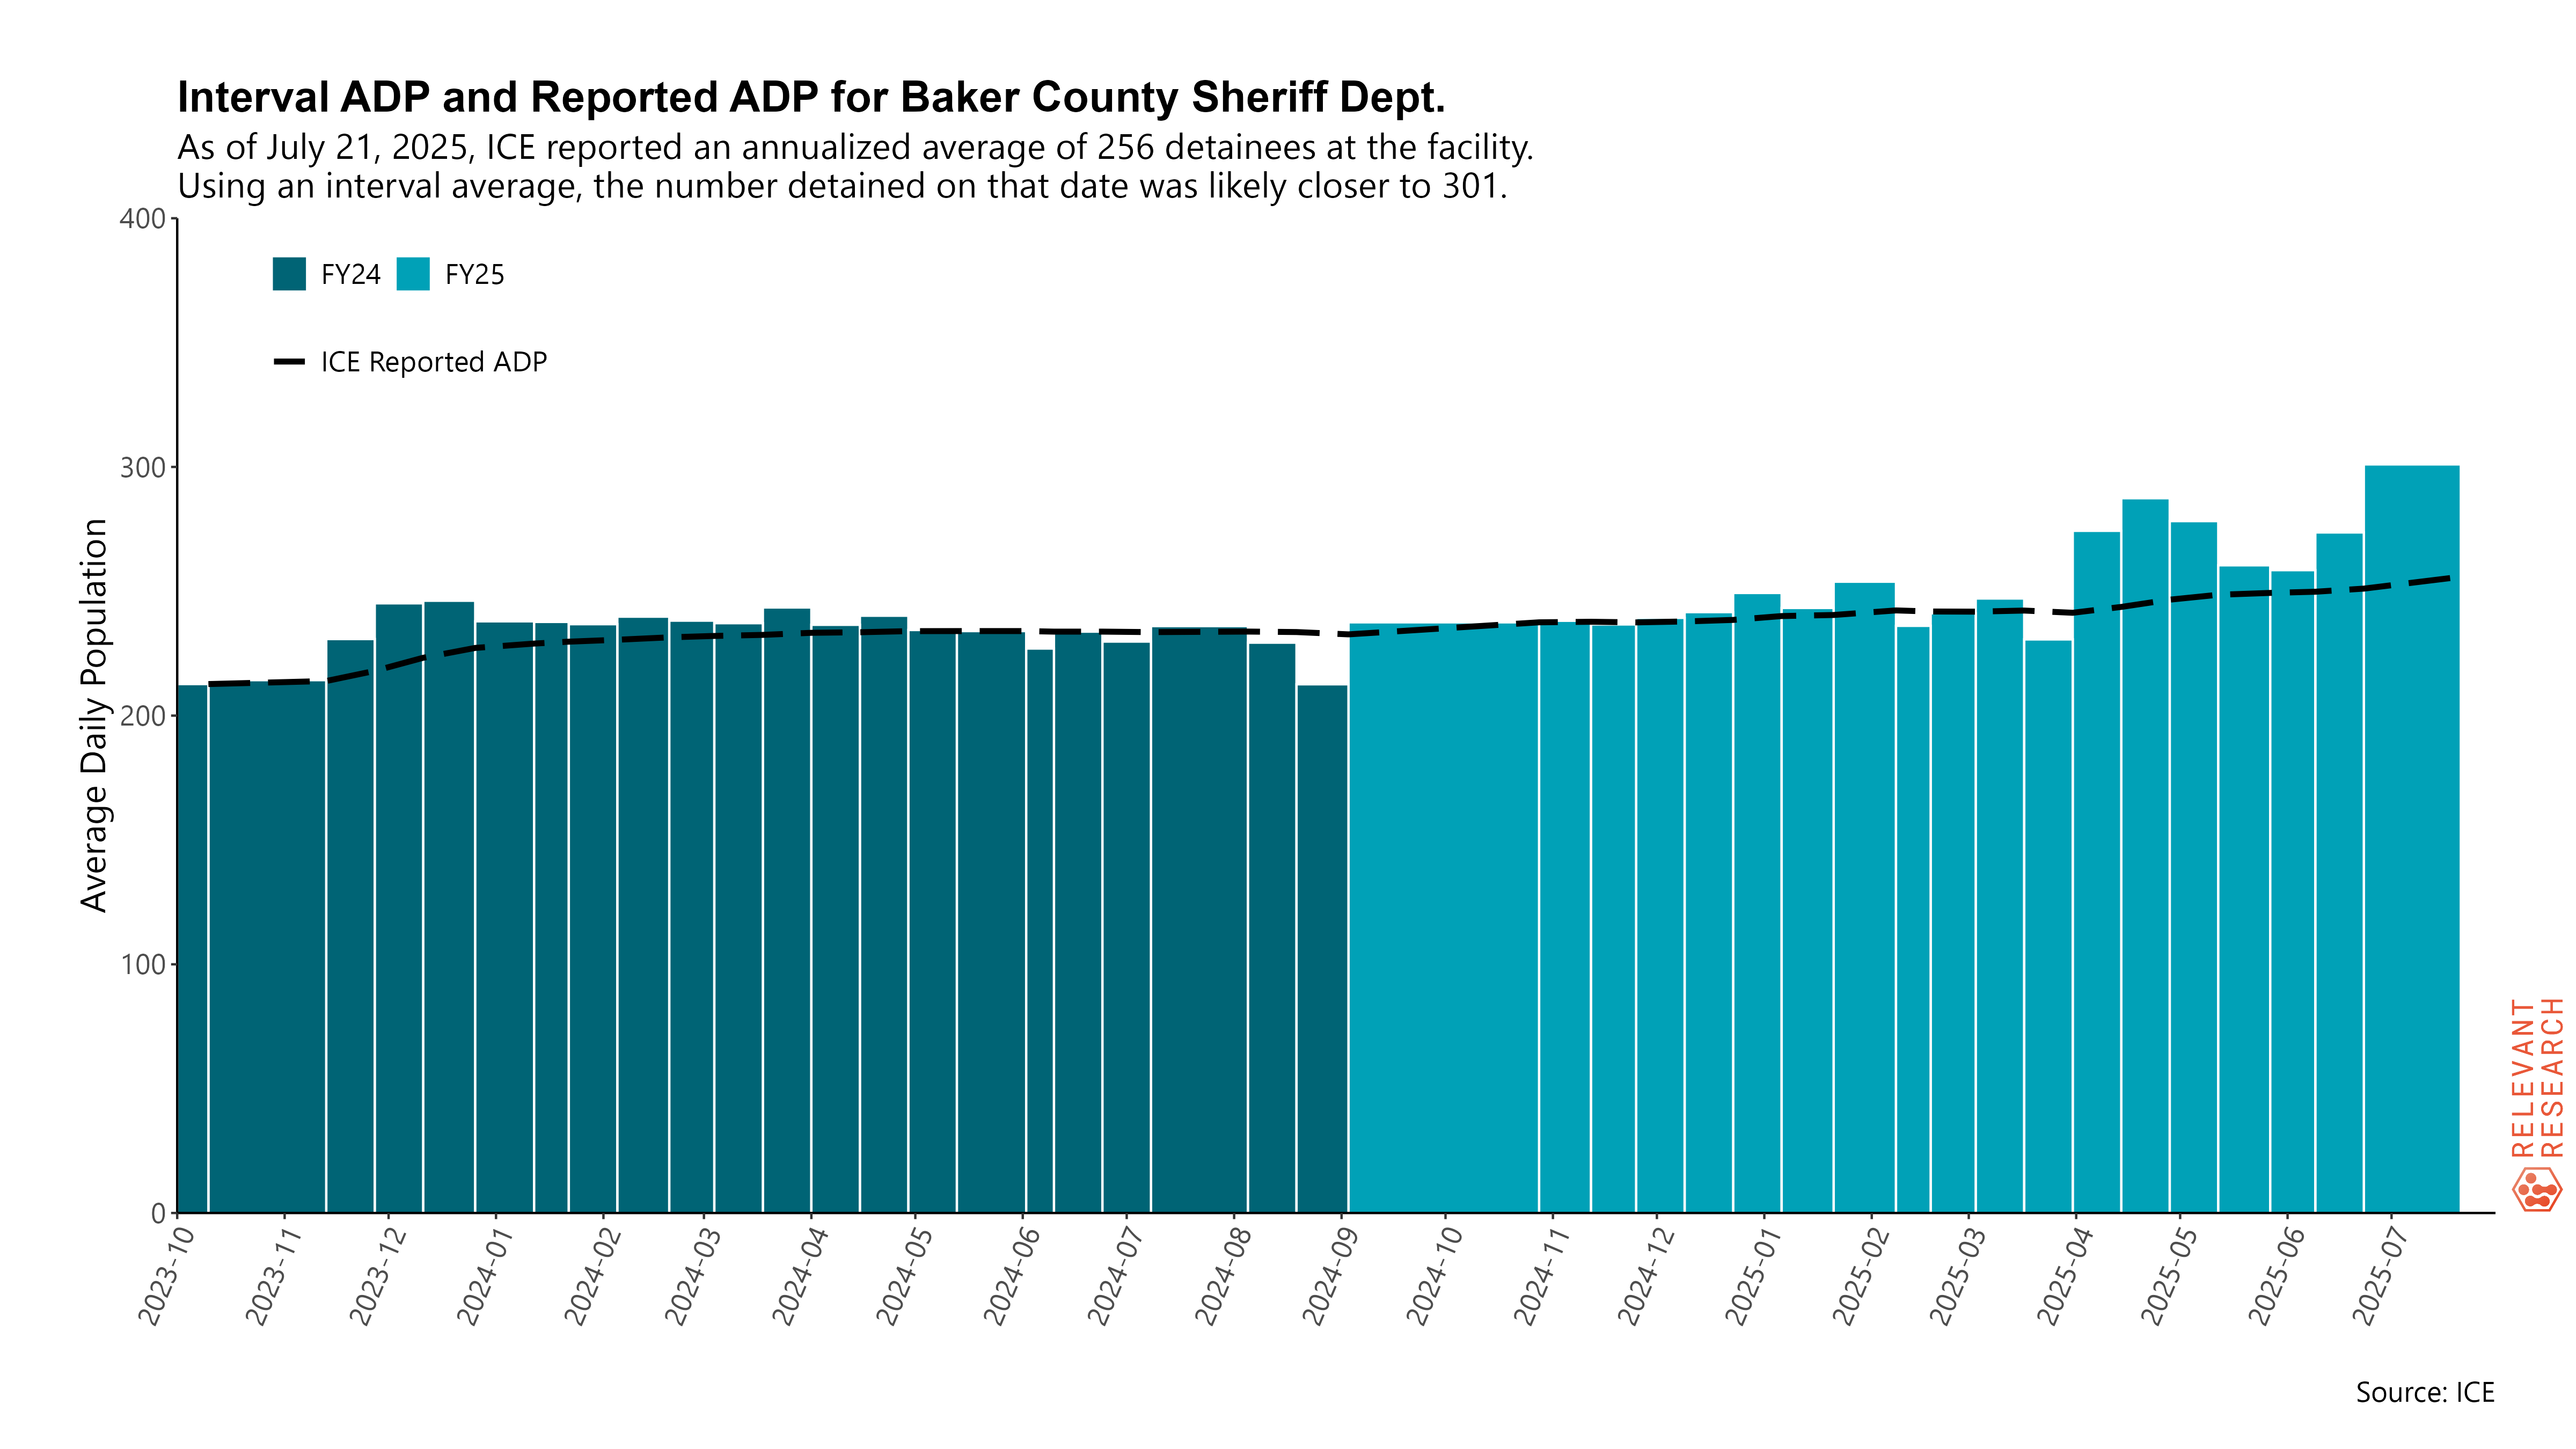 Interval ADP and Reported ADP for Baker County Sheriff Dept.
As of July 21, 2025, ICE reported an annualized average of 256 detainees at the facility.
Using an interval average, the number detained on that date was likely closer to 301.
400
300
200
100
0
Average Daily Population
FY24
FY25
ICE Reported ADP
2023-10
2023-11
2023-12
2024-01
2024-02
2024-03
2024-04
2024-05
2024-06
2024-07
2024-08
2024-09
2024-10
2024-11
2024-12
2025-01
2025-02
2025-03
2025-04
2025-05
2025-06
2025-07
RELEVANT
RESEARCH
Source: ICE